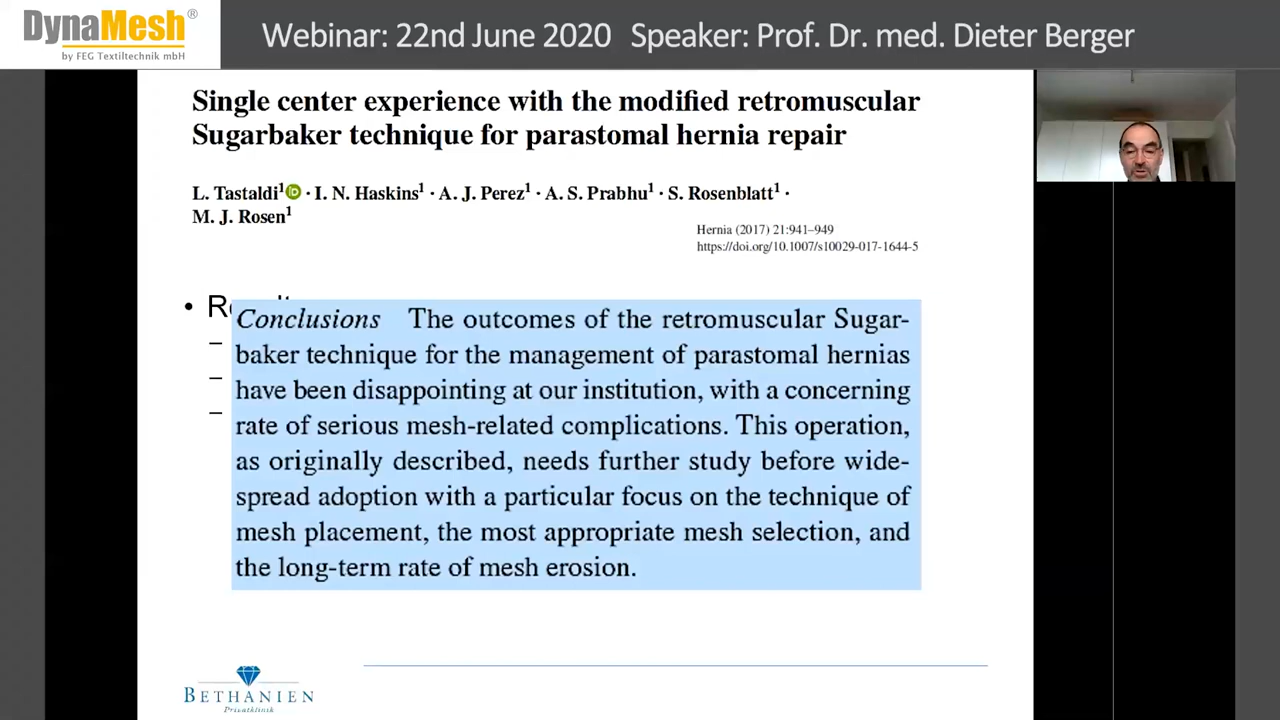 DynaMesh®
by FEG Textiltechnik mbH
Webinar: 22nd June 2020 Speaker: Prof. Dr. med. Dieter Berger
Single center experience with the modified retromuscular
Sugarbaker technique for parastomal hernia repair
L. Tastaldi¹ · I. N. Haskins¹ · A. J. Perez¹ · A. S. Prabhu¹ · S. Rosenblatt¹ ·
M. J. Rosen¹
Hernia (2017) 21:941–949
https://doi.org/10.1007/s10029-017-1644-5
Conclusions The outcomes of the retromuscular Sugar-
baker technique for the management of parastomal hernias
have been disappointing at our institution, with a concerning
rate of serious mesh-related complications. This operation,
as originally described, needs further study before wide-
spread adoption with a particular focus on the technique of
mesh placement, the most appropriate mesh selection, and
the long-term rate of mesh erosion.
BETHANIEN
Privatklinik